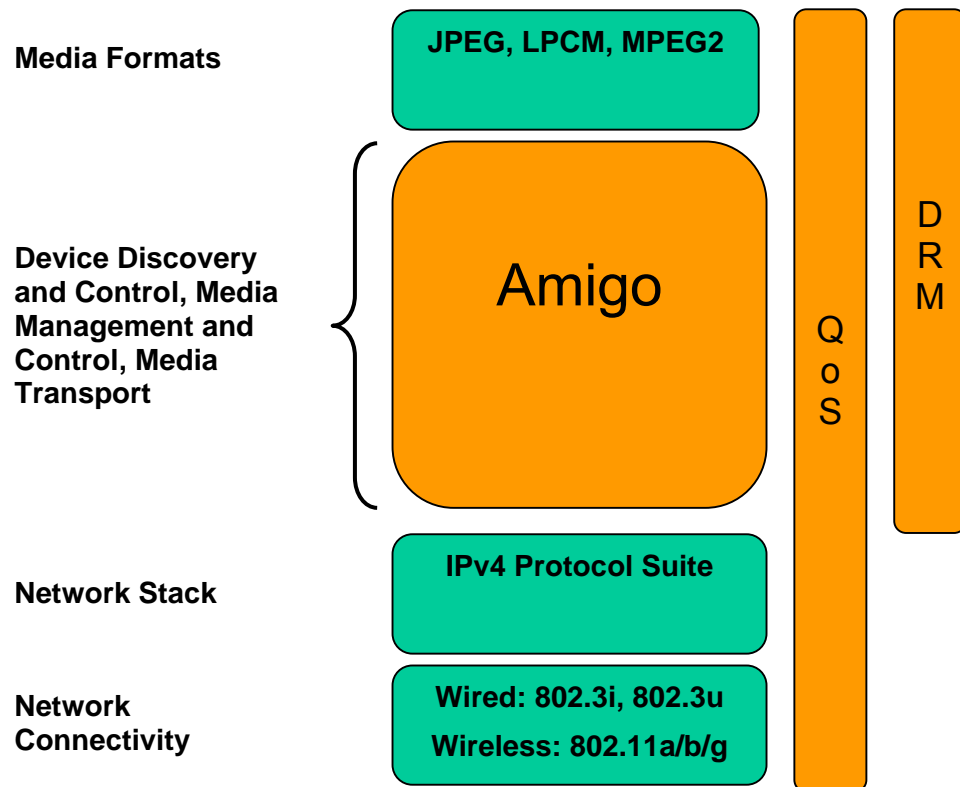 Media Formats
JPEG, LPCM, MPEG2
Device Discovery
and Control, Media
Management and
Control, Media
Transport
Amigo
Q
o
S
D
R
M
Network Stack
IPv4 Protocol Suite
Network
Connectivity
Wired: 802.3i, 802.3u
Wireless: 802.11a/b/g